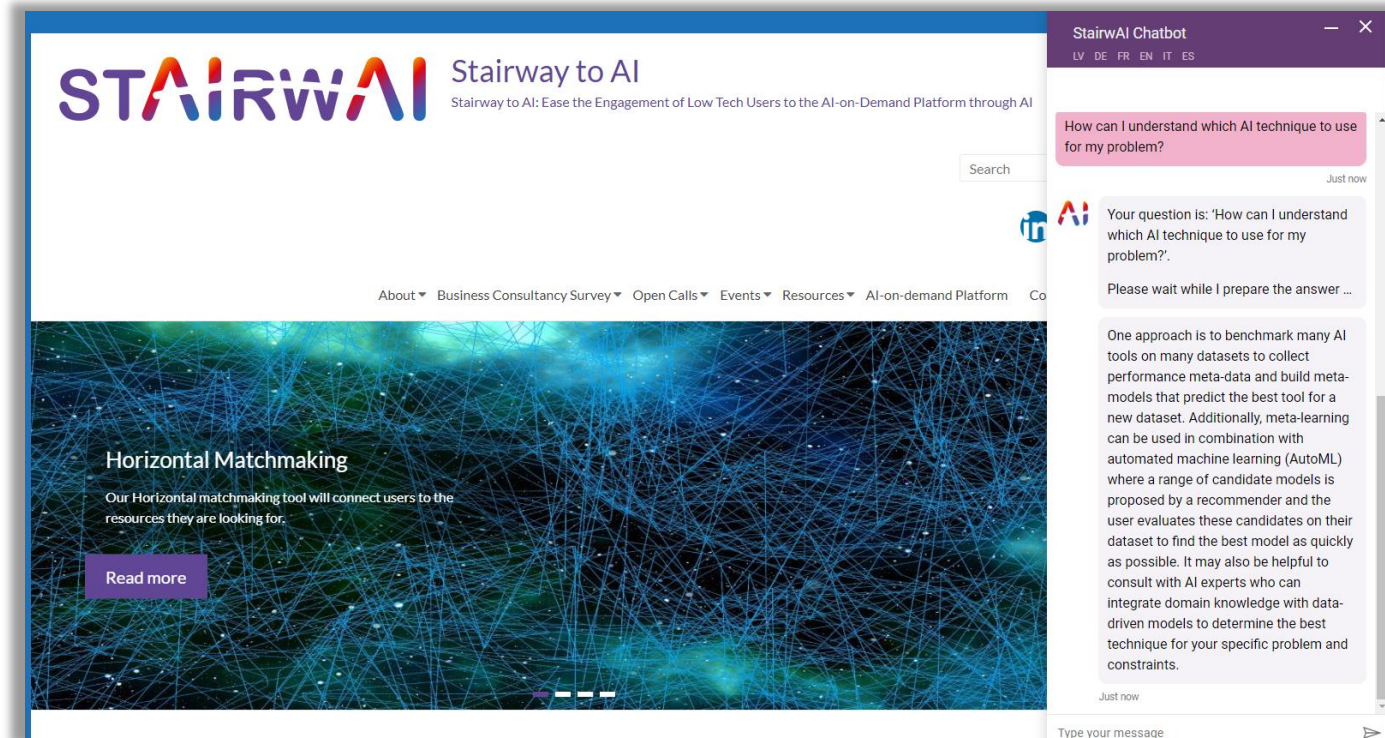 STAIRWAI
Stairway to AI
Stairway to AI: Ease the Engagement of Low Tech Users to the AI-on-Demand Platform through AI
Search
in
About Business Consultancy Survey Open Calls Events Resources AI-on-demand Platform Co
Horizontal Matchmaking
Our Horizontal matchmaking tool will connect users to the
resources they are looking for.
Read more
StairwAI Chatbot
LV DE FR EN IT ES
How can I understand which AI technique to use
for my problem?
Just now
AI
Your question is: ‘How can I understand
which AI technique to use for my
problem?’.
Please wait while I prepare the answer ...
One approach is to benchmark many AI
tools on many datasets to collect
performance meta-data and build meta-
models that predict the best tool for a
new dataset. Additionally, meta-learning
can be used in combination with
automated machine learning (AutoML)
where a range of candidate models is
proposed by a recommender and the
user evaluates these candidates on their
dataset to find the best model as quickly
as possible. It may also be helpful to
consult with AI experts who can
integrate domain knowledge with data-
driven models to determine the best
technique for your specific problem and
constraints.
Just now
Type your message